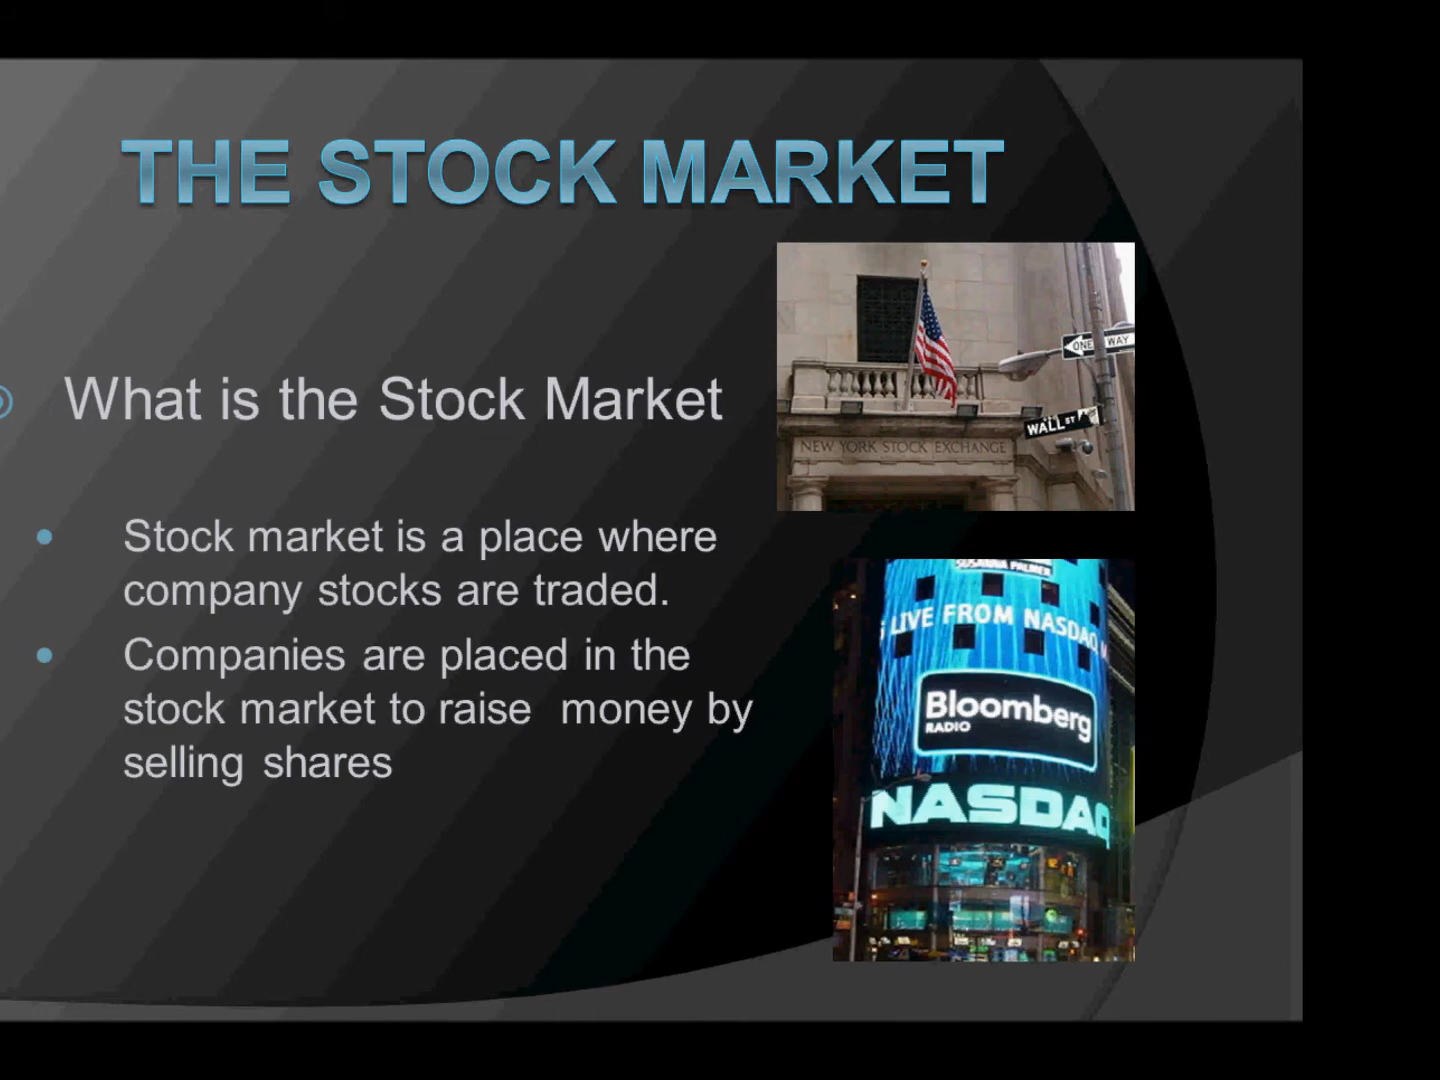 THE STOCK MARKET
What is the Stock Market
Stock market is a place where
company stocks are traded.
Companies are placed in the
stock market to raise  money by
selling shares
ONE WAY
WALL ST
NEW YORK STOCK EXCHANGE
SUSANNA PALMER
LIVE FROM NASDAQ
Bloomberg
RADIO
NASDAQ